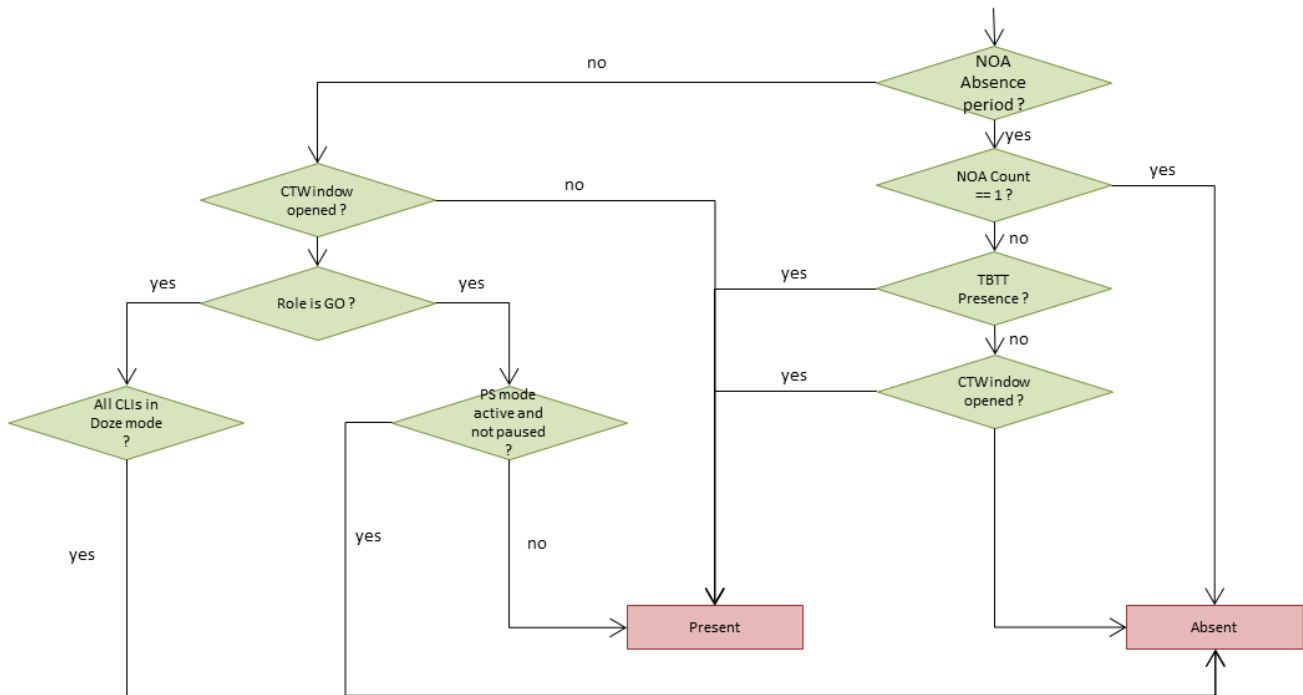 no
NOA
Absence
period ?
yes
CTWindow
opened ?
no
NOA Count
== 1 ?
yes
no
yes
Role is GO ?
yes
yes
TBTT
Presence ?
no
All CLIs in
Doze mode
?
PS mode
active and
not paused
?
yes
CTWindow
opened ?
yes
yes
no
Present
Absent